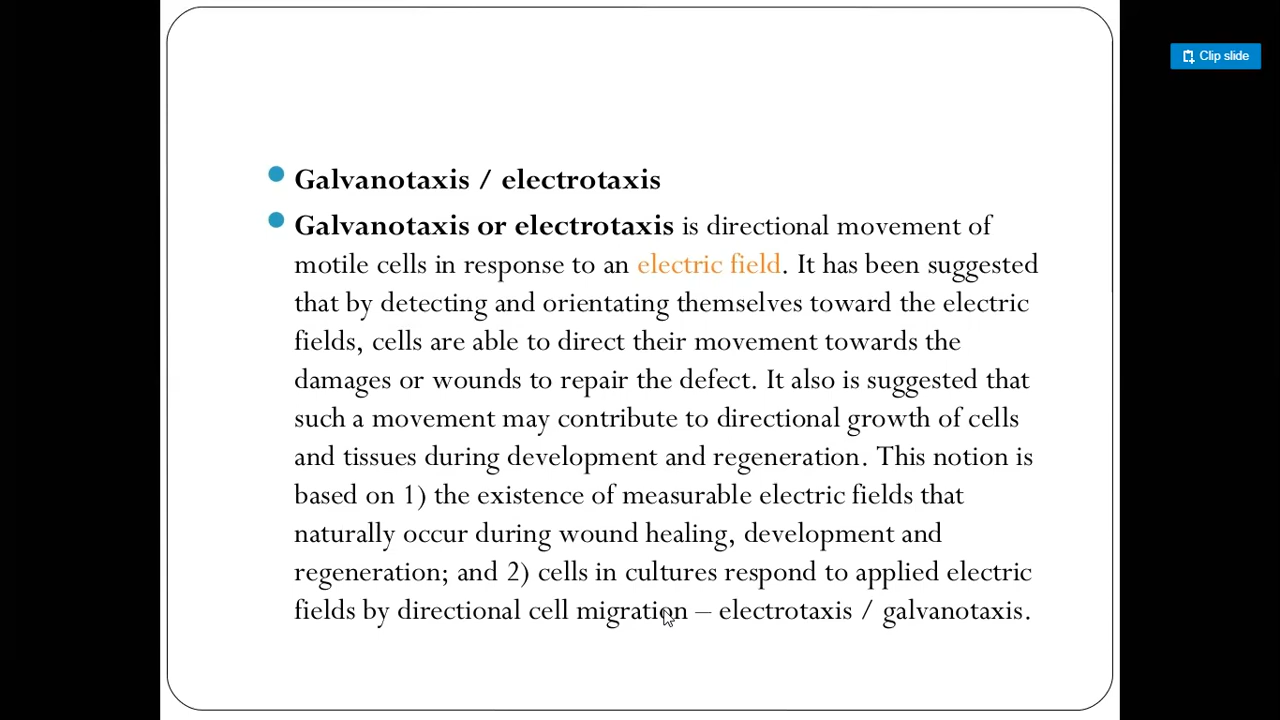 Clip slide
Galvanotaxis / electrotaxis
Galvanotaxis or electrotaxis is directional movement of
motile cells in response to an electric field. It has been suggested
that by detecting and orientating themselves toward the electric
fields, cells are able to direct their movement towards the
damages or wounds to repair the defect. It also is suggested that
such a movement may contribute to directional growth of cells
and tissues during development and regeneration. This notion is
based on 1) the existence of measurable electric fields that
naturally occur during wound healing, development and
regeneration; and 2) cells in cultures respond to applied electric
fields by directional cell migration – electrotaxis / galvanotaxis.